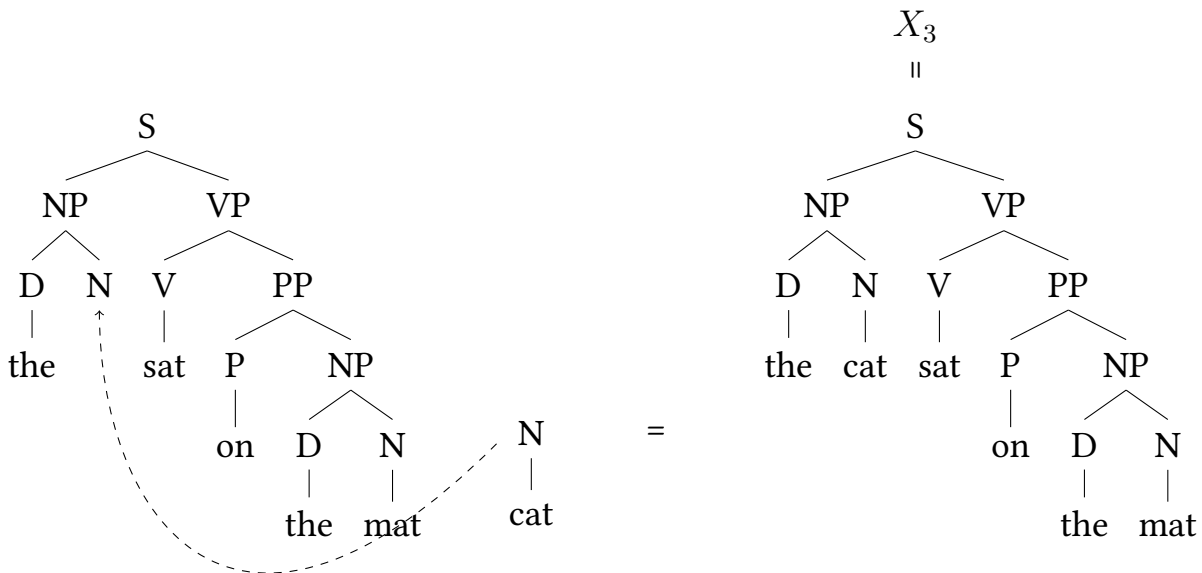 X₃
=
S S
NP VP NP VP
D N V PP D N V PP
the sat P NP the cat sat P NP
on D N N = on D N
the mat cat the mat